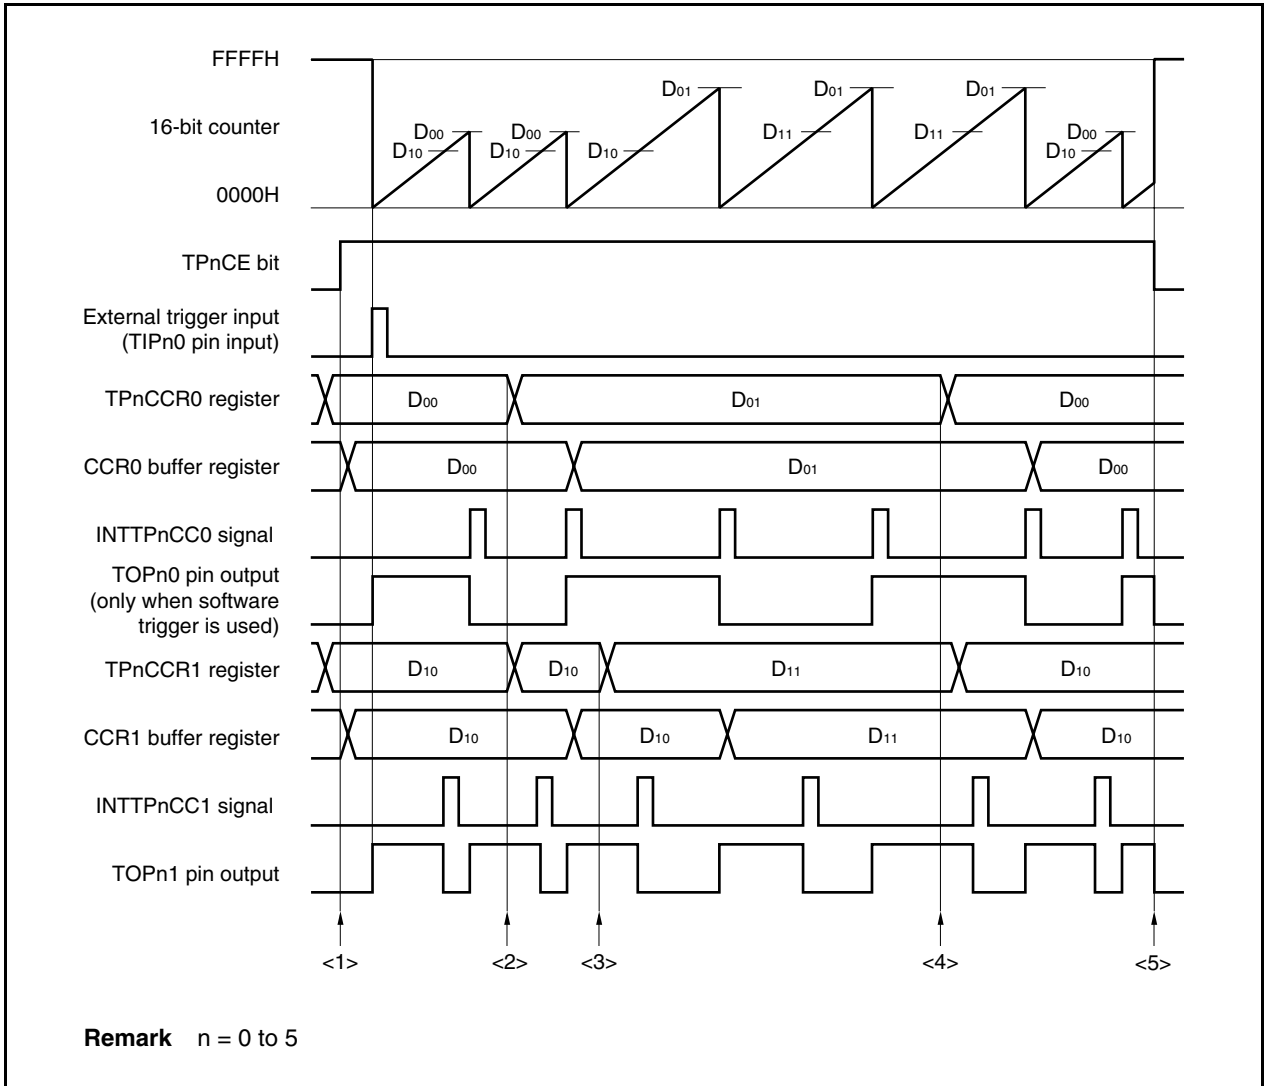 FFFFH
16-bit counter
0000H
D01 D01 D01
D00 D00 D11 D11 D00
D10 D10 D10 D10
TPnCE bit
External trigger input
(TIPn0 pin input)
TPnCCR0 register D00 D01 D00
CCR0 buffer register D00 D01 D00
INTTPnCC0 signal
TOPn0 pin output
(only when software
trigger is used)
TPnCCR1 register D10 D10 D11 D10
CCR1 buffer register D10 D10 D11 D10
INTTPnCC1 signal
TOPn1 pin output
<1> <2> <3> <4> <5>
Remark n = 0 to 5